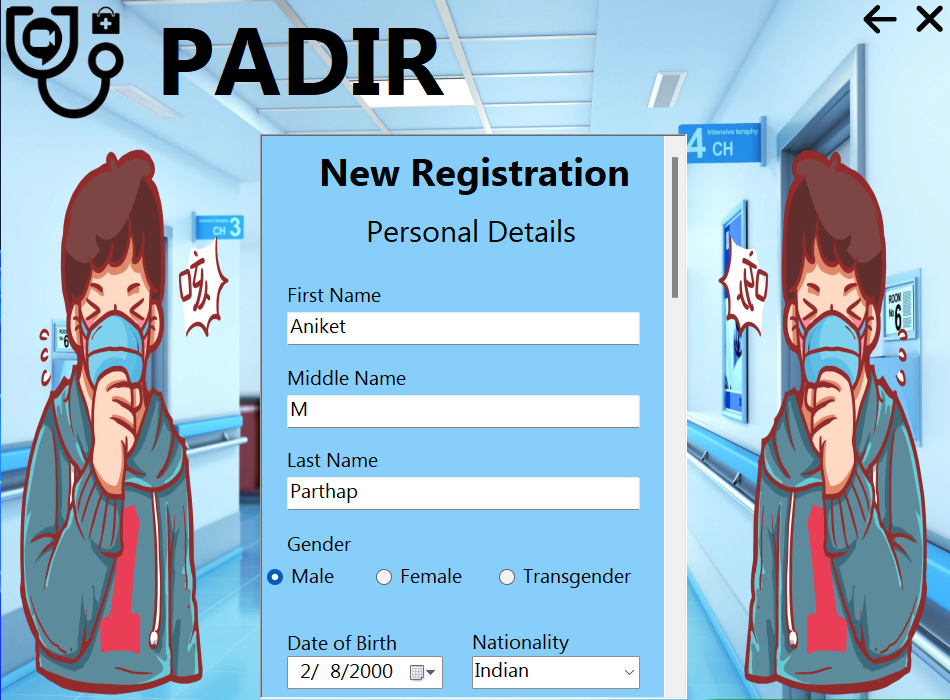 PADIR
Intensive teraphy
4 CH
New Registration
Personal Details
CH 3
咳
咳
First Name
Aniket
ROOM
No 6
Middle Name
M
Last Name
Parthap
Gender
Male Female Transgender
Date of Birth Nationality
2/ 8/2000 Indian